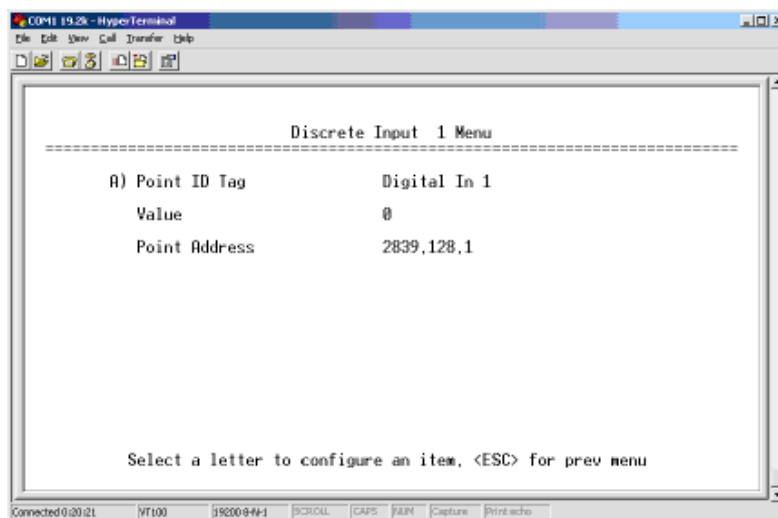 COM1 19.2k - HyperTerminal
File Edit View Call Transfer Help
Discrete Input 1 Menu
==============================================================================
A) Point ID Tag Digital In 1
Value 0
Point Address 2839,128,1
Select a letter to configure an item, <ESC> for prev menu
Connected 0:20:21 VT100 19200 8-N-1 SCROLL CAPS NUM Capture Print echo